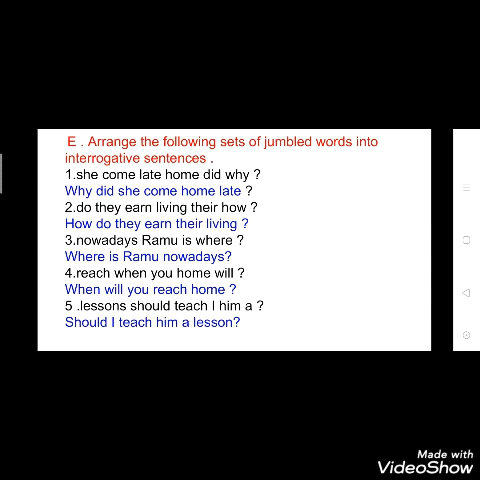 E . Arrange the following sets of jumbled words into
interrogative sentences .
1.she come late home did why ?
Why did she come home late ?
2.do they earn living their how ?
How do they earn their living ?
3.nowadays Ramu is where ?
Where is Ramu nowadays?
4.reach when you home will ?
When will you reach home ?
5 .lessons should teach I him a ?
Should I teach him a lesson?
Made with
VideoShow